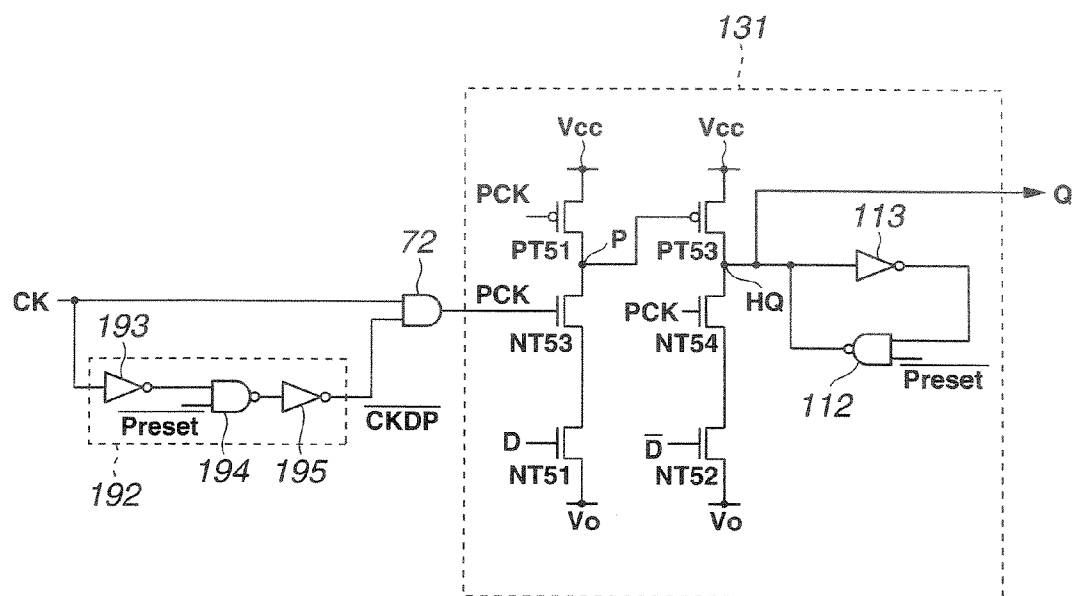 131
Vcc
Vcc
PCK
Q
72
PT51
P
PT53
113
CK
PCK
PCK
HQ
193
NT53
NT54
Preset
112
Preset
CKDP
D
D
192
194
195
NT51
NT52
Vo
Vo